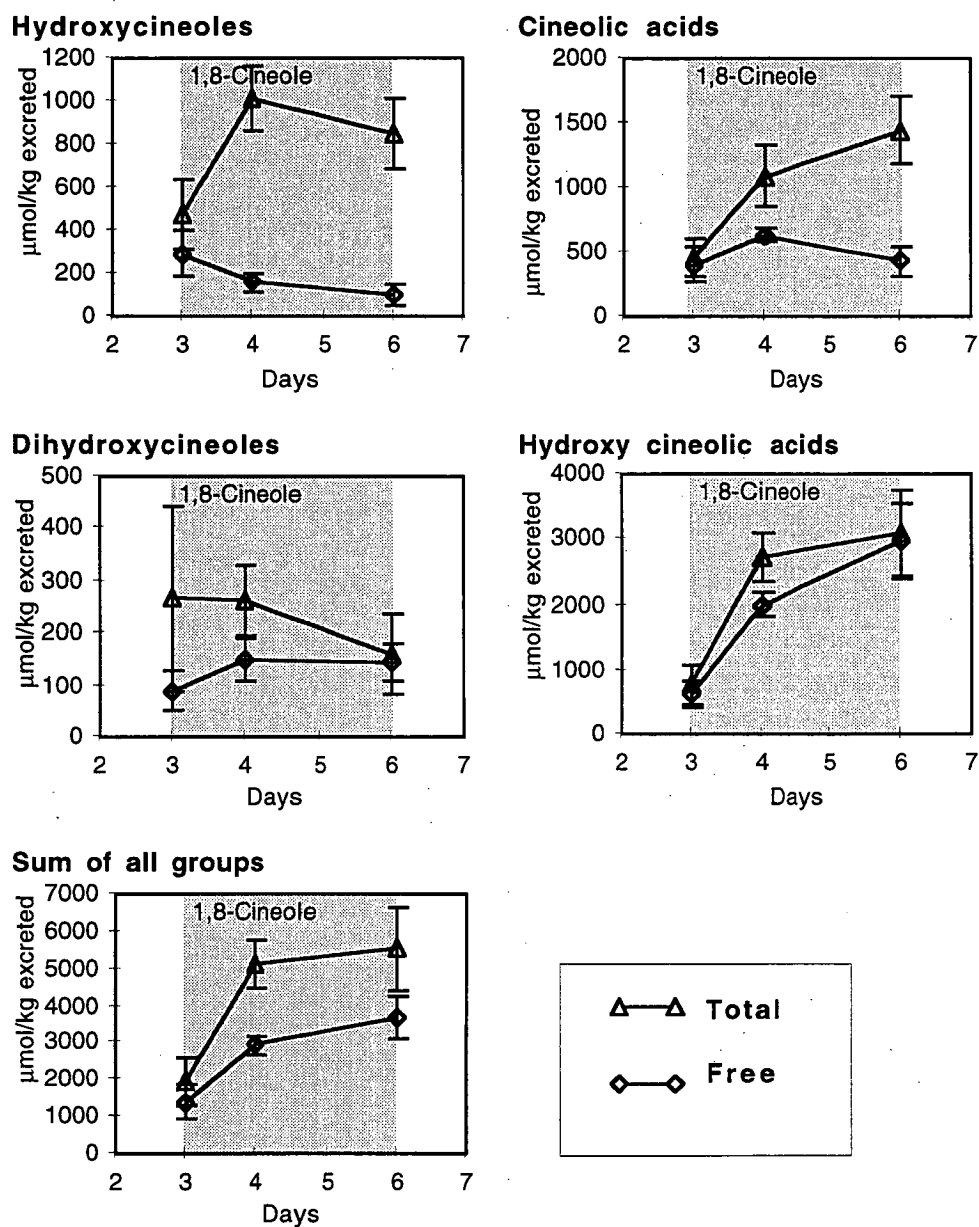 Hydroxycineoles
1200
1000
800
600
400
200
0
μmol/kg excreted
1,8-Cineole
2 3 4 5 6 7
Days
Cineolic acids
2000
1500
1000
500
0
μmol/kg excreted
1,8-Cineole
2 3 4 5 6 7
Days
Dihydroxycineoles
500
400
300
200
100
0
μmol/kg excreted
1,8-Cineole
2 3 4 5 6 7
Days
Hydroxy cineolic acids
4000
3000
2000
1000
0
μmol/kg excreted
1,8-Cineole
2 3 4 5 6 7
Days
Sum of all groups
7000
6000
5000
4000
3000
2000
1000
0
μmol/kg excreted
1,8-Cineole
2 3 4 5 6 7
Days
Total
Free